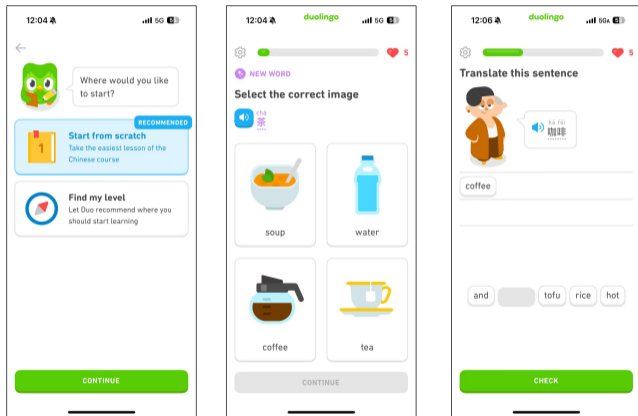 12:04
5G
Where would you like
to start?
RECOMMENDED
Start from scratch
Take the easiest lesson of the
Chinese course
1
Find my level
Let Duo recommend where you
should start learning
CONTINUE
12:04
duolingo
5G
5
NEW WORD
Select the correct image
chá
茶
soup
water
coffee
tea
CONTINUE
12:06
duolingo
5GA
5
Translate this sentence
kā fēi
咖啡
coffee
and
tofu
rice
hot
CHECK